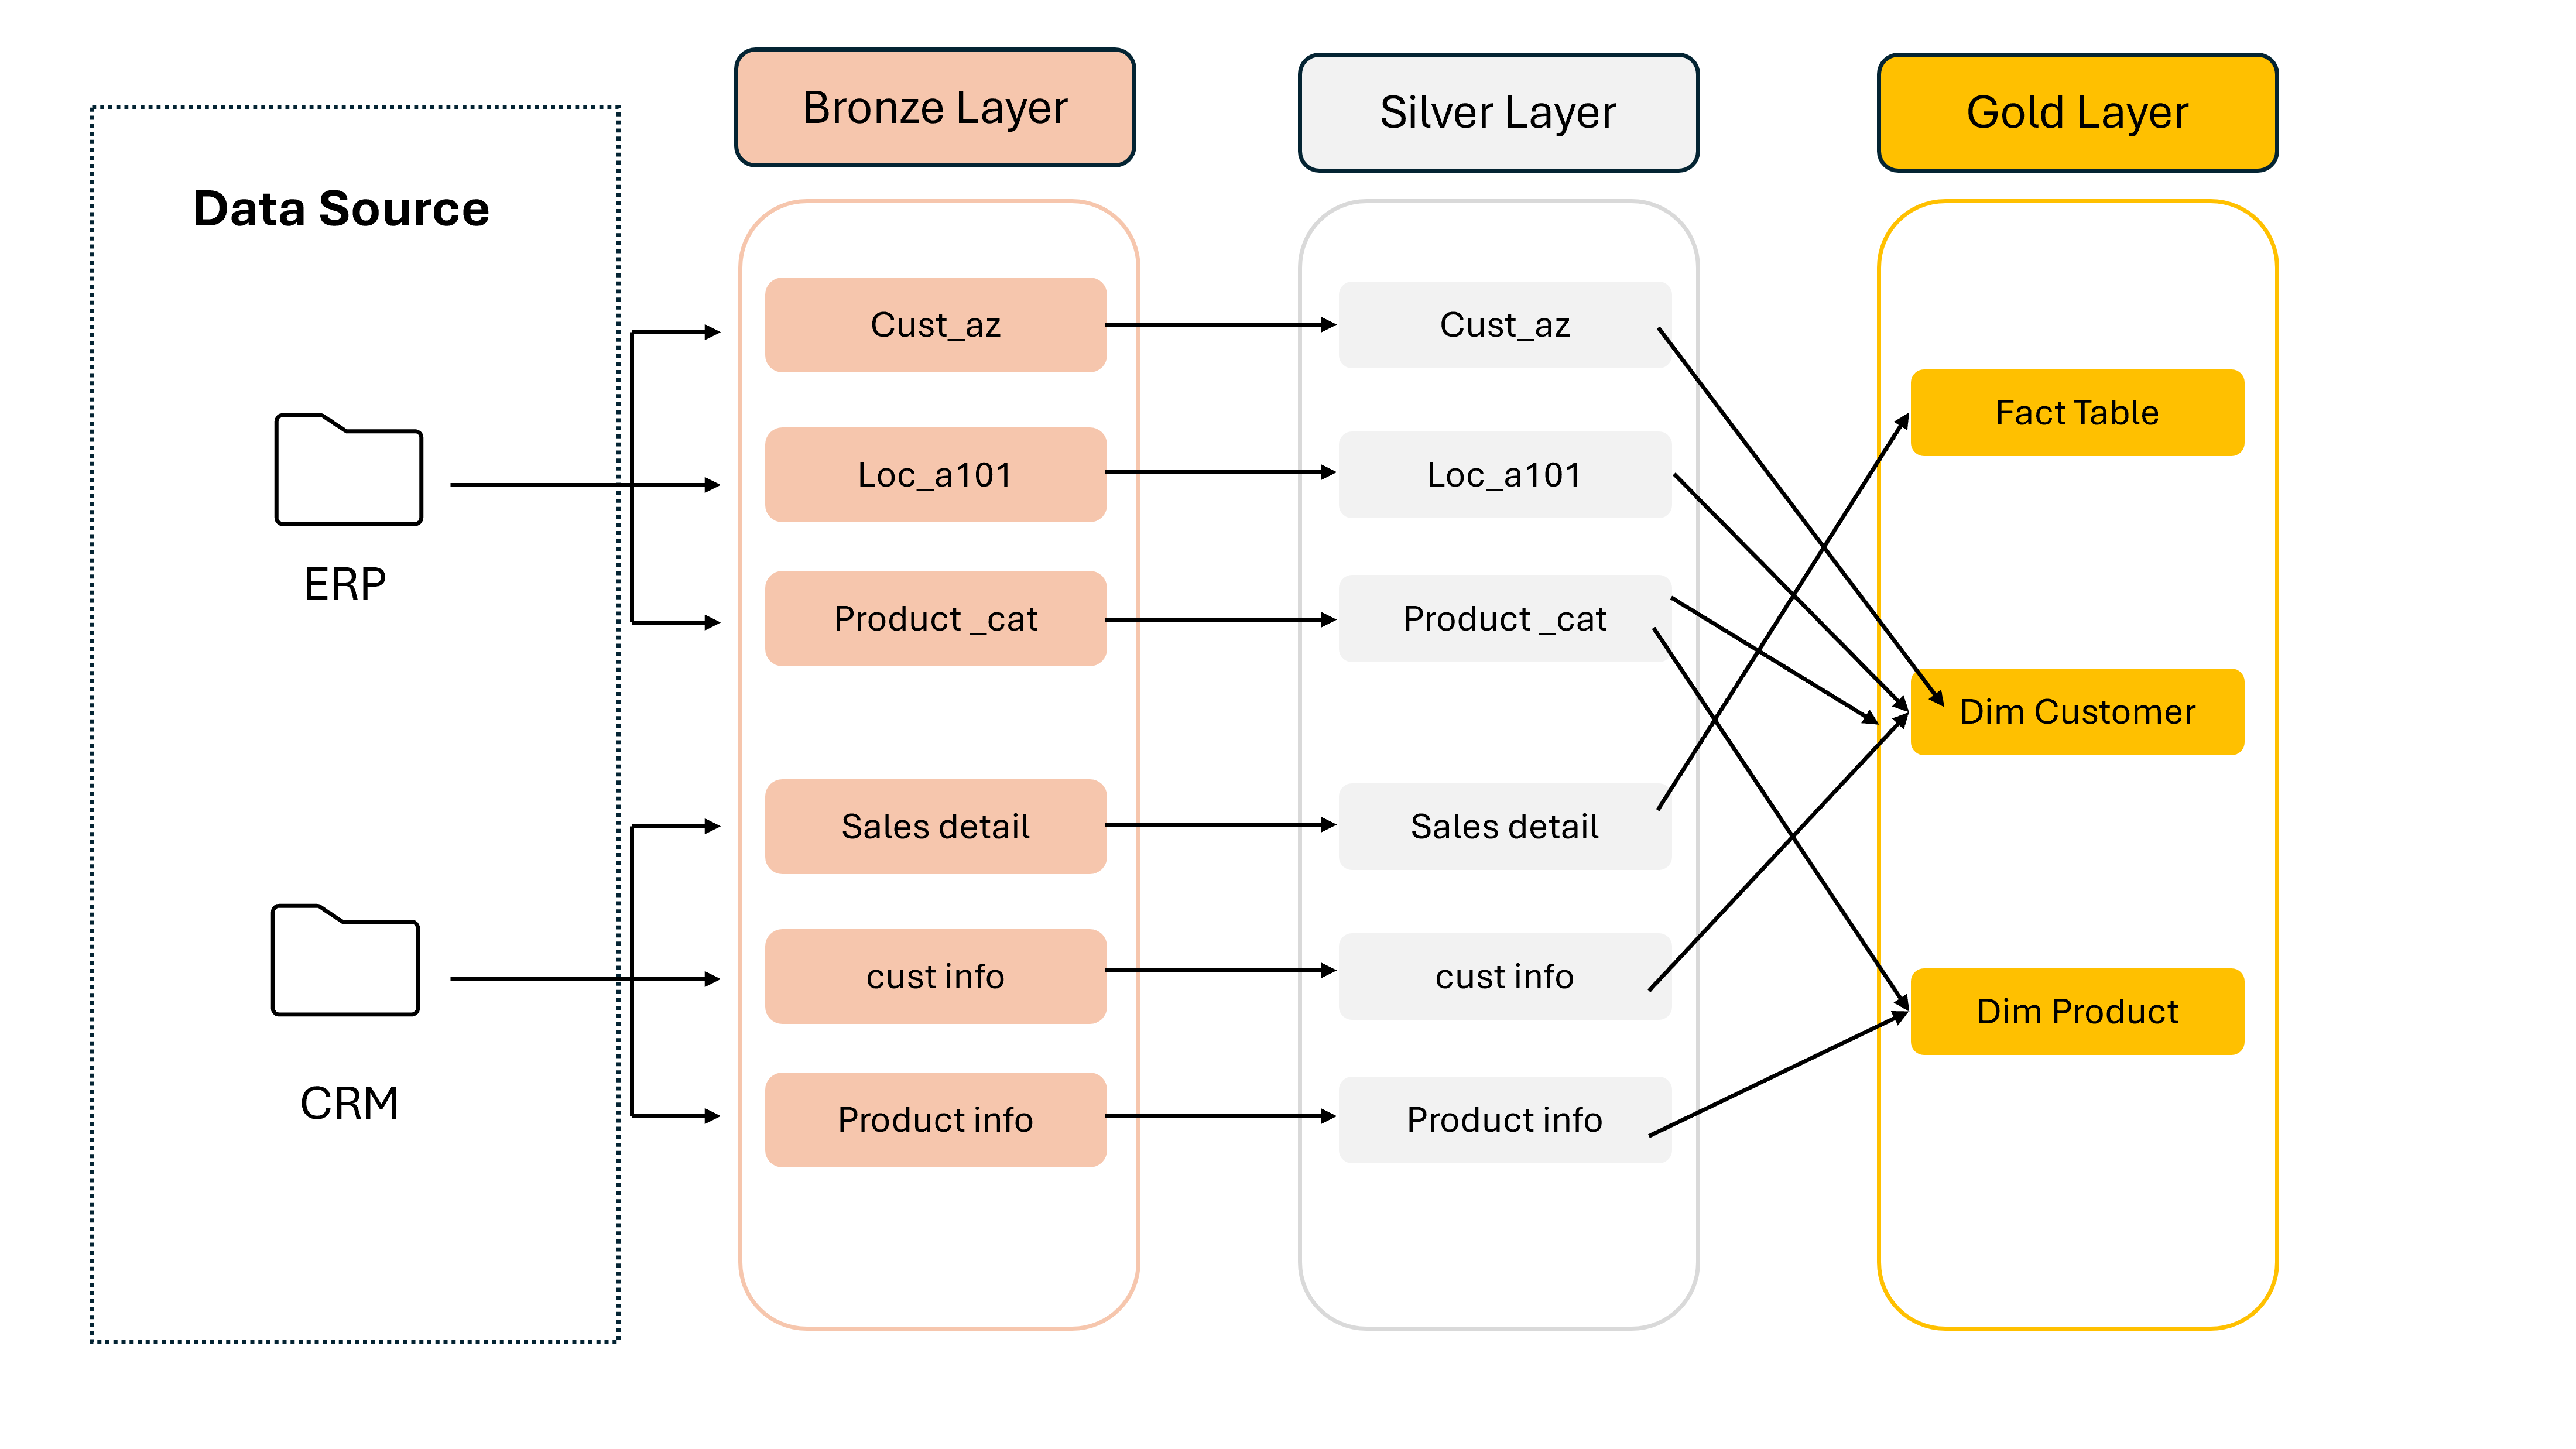 Bronze Layer
Silver Layer
Gold Layer
Data Source
ERP
CRM
Cust_az
Loc_a101
Product _cat
Sales detail
cust info
Product info
Cust_az
Loc_a101
Product _cat
Sales detail
cust info
Product info
Fact Table
Dim Customer
Dim Product